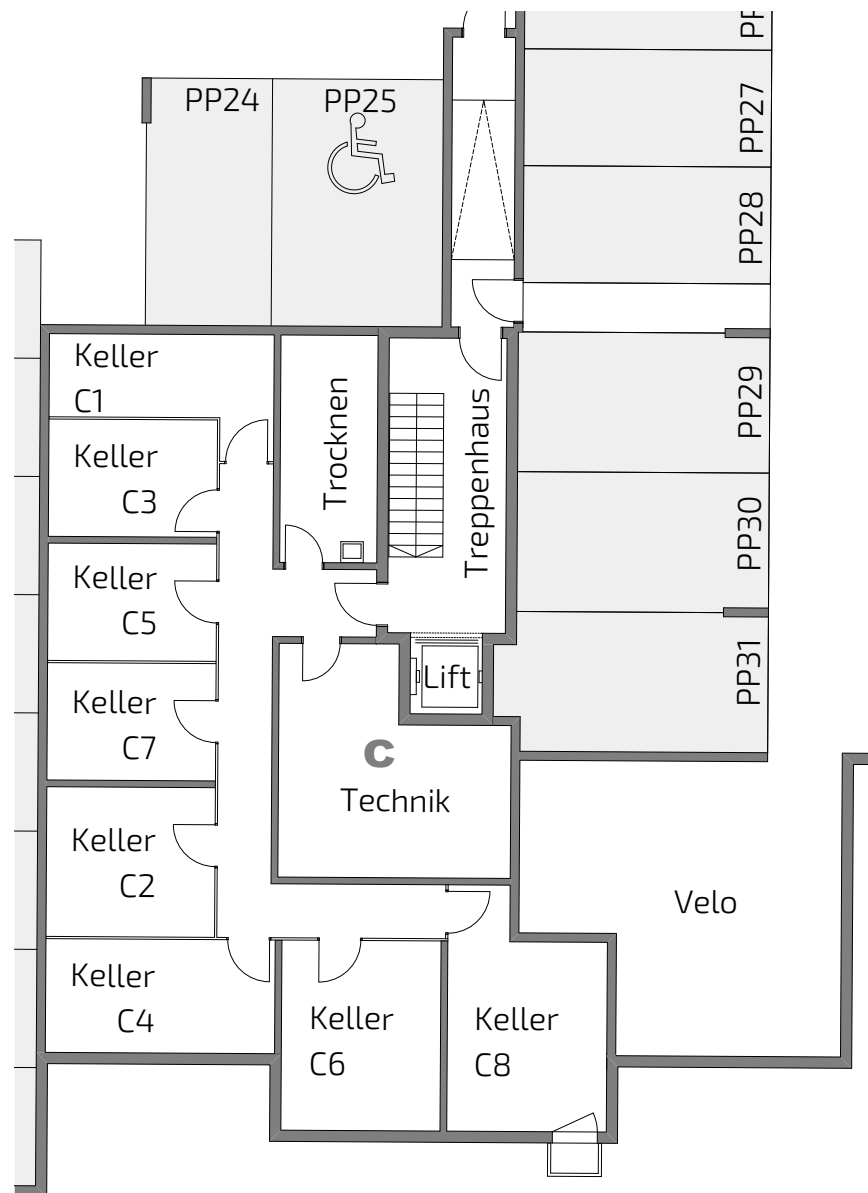 PP24
PP25
PP27
PP28
Keller
C1
Keller
C3
Trocknen
Treppenhaus
PP29
PP30
Keller
C5
Keller
C7
Lift
PP31
C
Technik
Keller
C2
Velo
Keller
C4
Keller
C6
Keller
C8